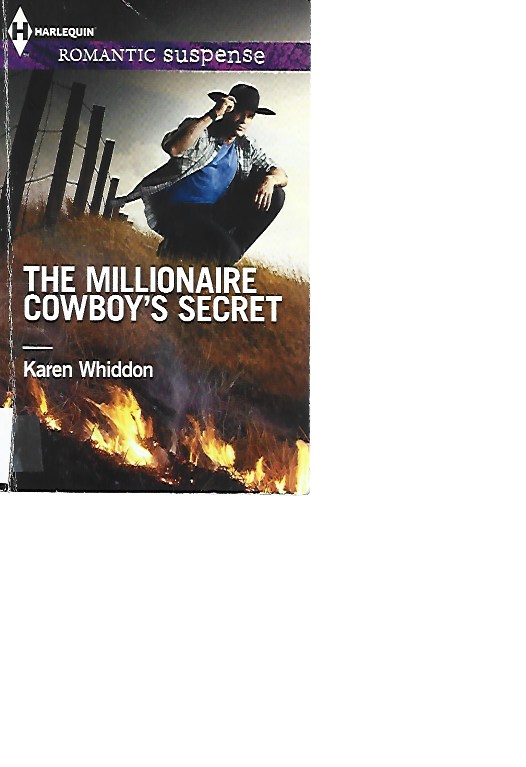 HARLEQUIN
ROMANTIC suspense
THE MILLIONAIRE
COWBOY'S SECRET
Karen Whiddon